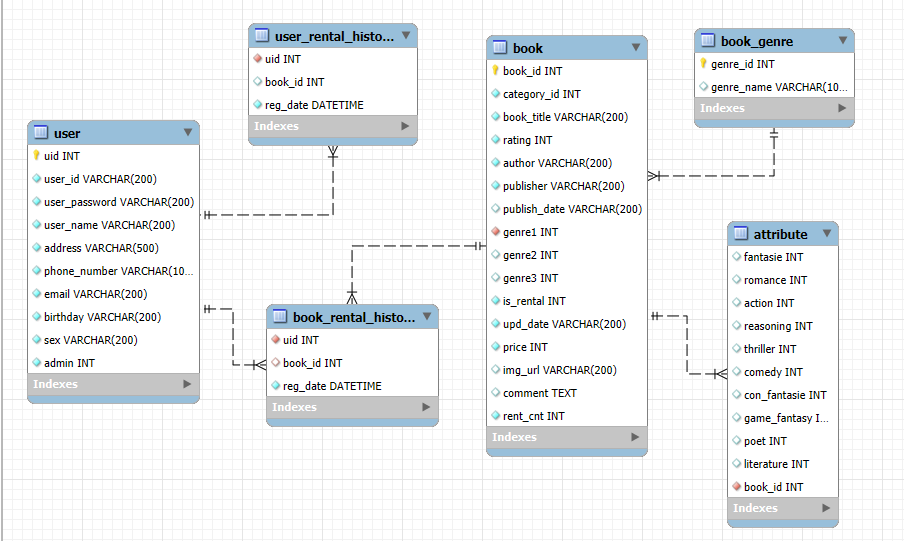 user
uid INT
user_id VARCHAR(200)
user_password VARCHAR(200)
user_name VARCHAR(200)
address VARCHAR(500)
phone_number VARCHAR(10...
email VARCHAR(200)
birthday VARCHAR(200)
sex VARCHAR(200)
admin INT
Indexes
user_rental_histo...
uid INT
book_id INT
reg_date DATETIME
Indexes
book_rental_histo...
uid INT
book_id INT
reg_date DATETIME
Indexes
book
book_id INT
category_id INT
book_title VARCHAR(200)
rating INT
author VARCHAR(200)
publisher VARCHAR(200)
publish_date VARCHAR(200)
genre1 INT
genre2 INT
genre3 INT
is_rental INT
upd_date VARCHAR(200)
price INT
img_url VARCHAR(200)
comment TEXT
rent_cnt INT
Indexes
book_genre
genre_id INT
genre_name VARCHAR(10...
Indexes
attribute
fantasie INT
romance INT
action INT
reasoning INT
thriller INT
comedy INT
con_fantasie INT
game_fantasy I...
poet INT
literature INT
book_id INT
Indexes